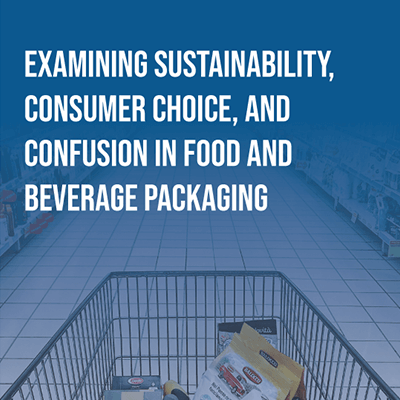 EXAMINING SUSTAINABILITY,
CONSUMER CHOICE, AND
CONFUSION IN FOOD AND
BEVERAGE PACKAGING